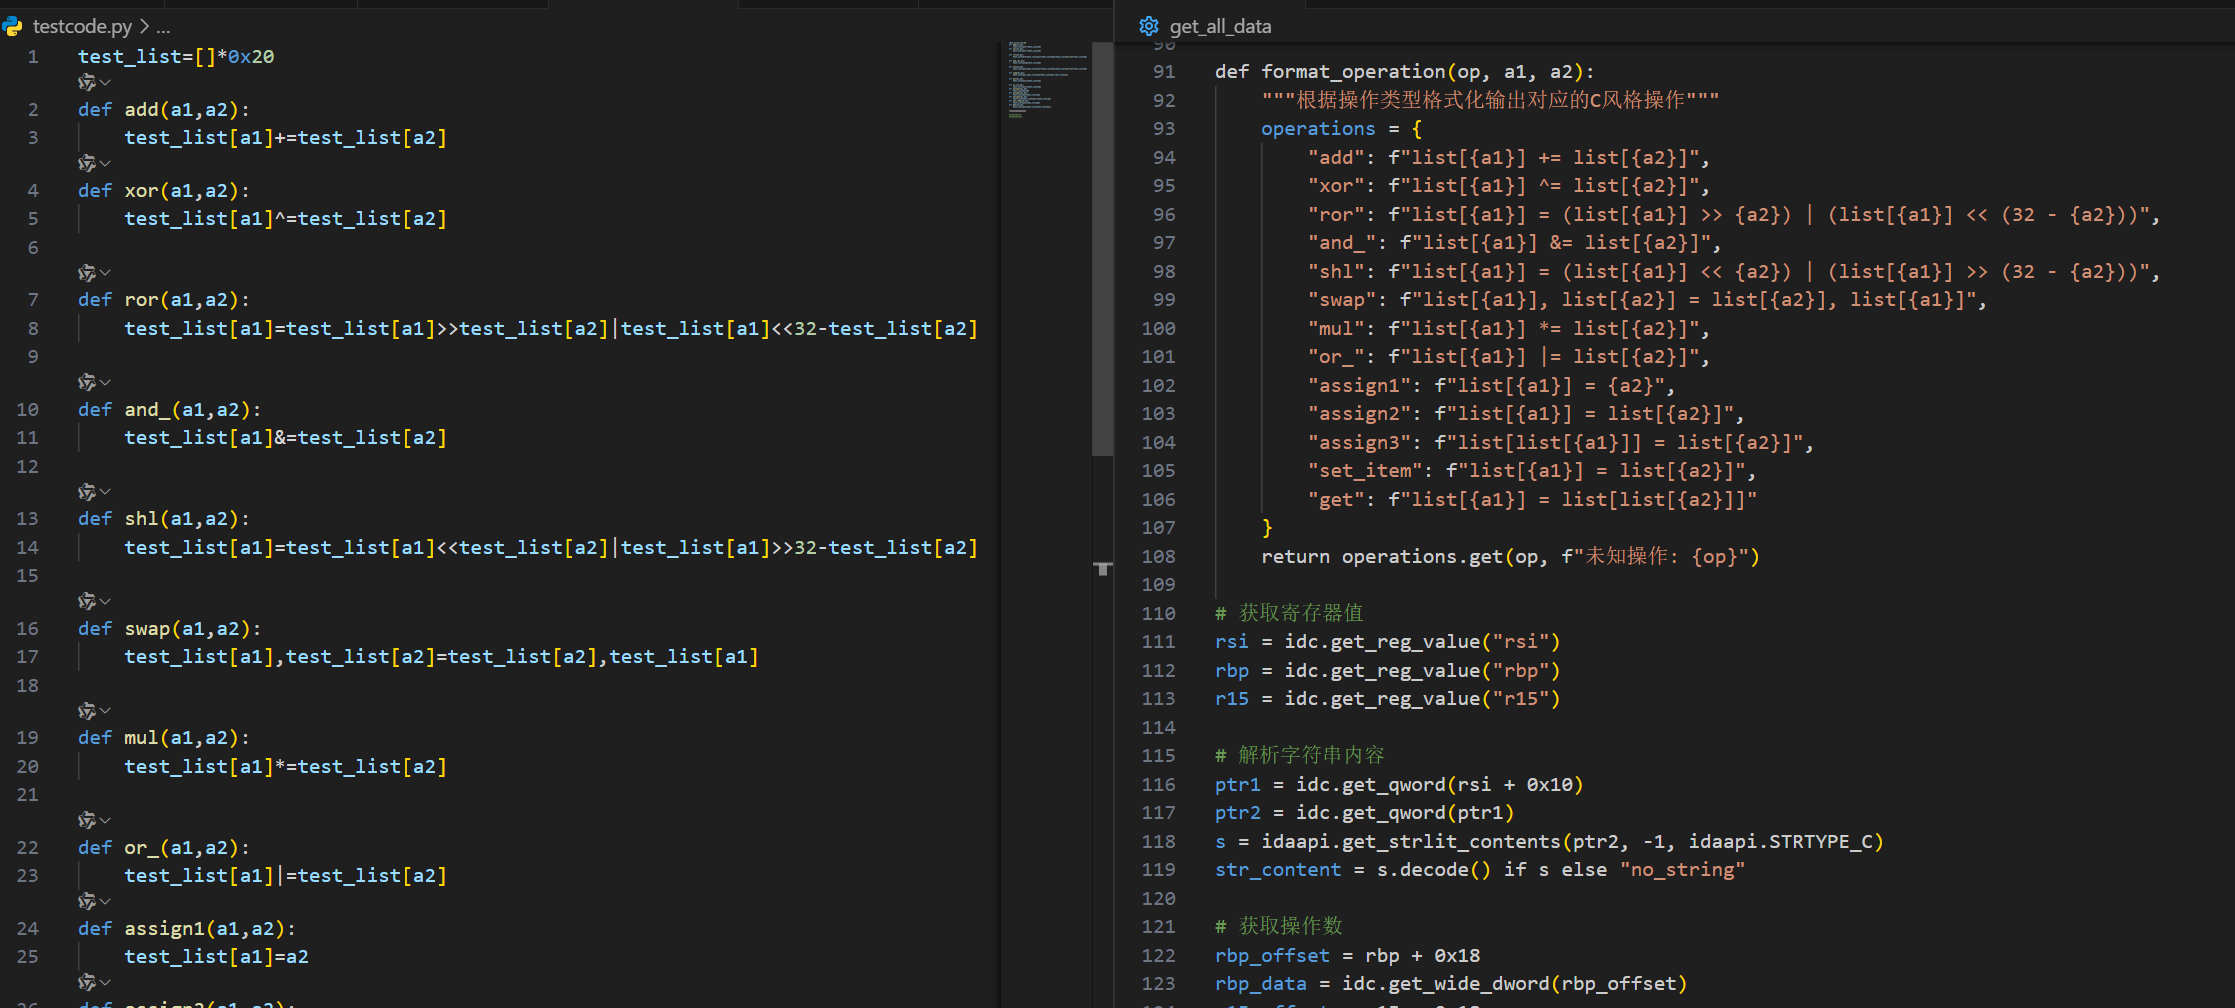 testcode.py > ...
1 test_list=[]*0x20
2 def add(a1,a2):
3     test_list[a1]+=test_list[a2]
4 def xor(a1,a2):
5     test_list[a1]^=test_list[a2]
6
7 def ror(a1,a2):
8     test_list[a1]=test_list[a1]>>test_list[a2]|test_list[a1]<<32-test_list[a2]
9
10 def and_(a1,a2):
11     test_list[a1]&=test_list[a2]
12
13 def shl(a1,a2):
14     test_list[a1]=test_list[a1]<<test_list[a2]|test_list[a1]>>32-test_list[a2]
15
16 def swap(a1,a2):
17     test_list[a1],test_list[a2]=test_list[a2],test_list[a1]
18
19 def mul(a1,a2):
20     test_list[a1]*=test_list[a2]
21
22 def or_(a1,a2):
23     test_list[a1]|=test_list[a2]
24 def assign1(a1,a2):
25     test_list[a1]=a2
get_all_data
90
91 def format_operation(op, a1, a2):
92     """根据操作类型格式化输出对应的C风格操作"""
93     operations = {
94         "add": f"list[{a1}] += list[{a2}]",
95         "xor": f"list[{a1}] ^= list[{a2}]",
96         "ror": f"list[{a1}] = (list[{a1}] >> {a2}) | (list[{a1}] << (32 - {a2}))",
97         "and_": f"list[{a1}] &= list[{a2}]",
98         "shl": f"list[{a1}] = (list[{a1}] << {a2}) | (list[{a1}] >> (32 - {a2}))",
99         "swap": f"list[{a1}], list[{a2}] = list[{a2}], list[{a1}]",
100         "mul": f"list[{a1}] *= list[{a2}]",
101         "or_": f"list[{a1}] |= list[{a2}]",
102         "assign1": f"list[{a1}] = {a2}",
103         "assign2": f"list[{a1}] = list[{a2}]",
104         "assign3": f"list[list[{a1}]] = list[{a2}]",
105         "set_item": f"list[{a1}] = list[{a2}]",
106         "get": f"list[{a1}] = list[list[{a2}]]"
107     }
108     return operations.get(op, f"未知操作: {op}")
109
110 # 获取寄存器值
111 rsi = idc.get_reg_value("rsi")
112 rbp = idc.get_reg_value("rbp")
113 r15 = idc.get_reg_value("r15")
114
115 # 解析字符串内容
116 ptr1 = idc.get_qword(rsi + 0x10)
117 ptr2 = idc.get_qword(ptr1)
118 s = idaapi.get_strlit_contents(ptr2, -1, idaapi.STRTYPE_C)
119 str_content = s.decode() if s else "no_string"
120
121 # 获取操作数
122 rbp_offset = rbp + 0x18
123 rbp_data = idc.get_wide_dword(rbp_offset)